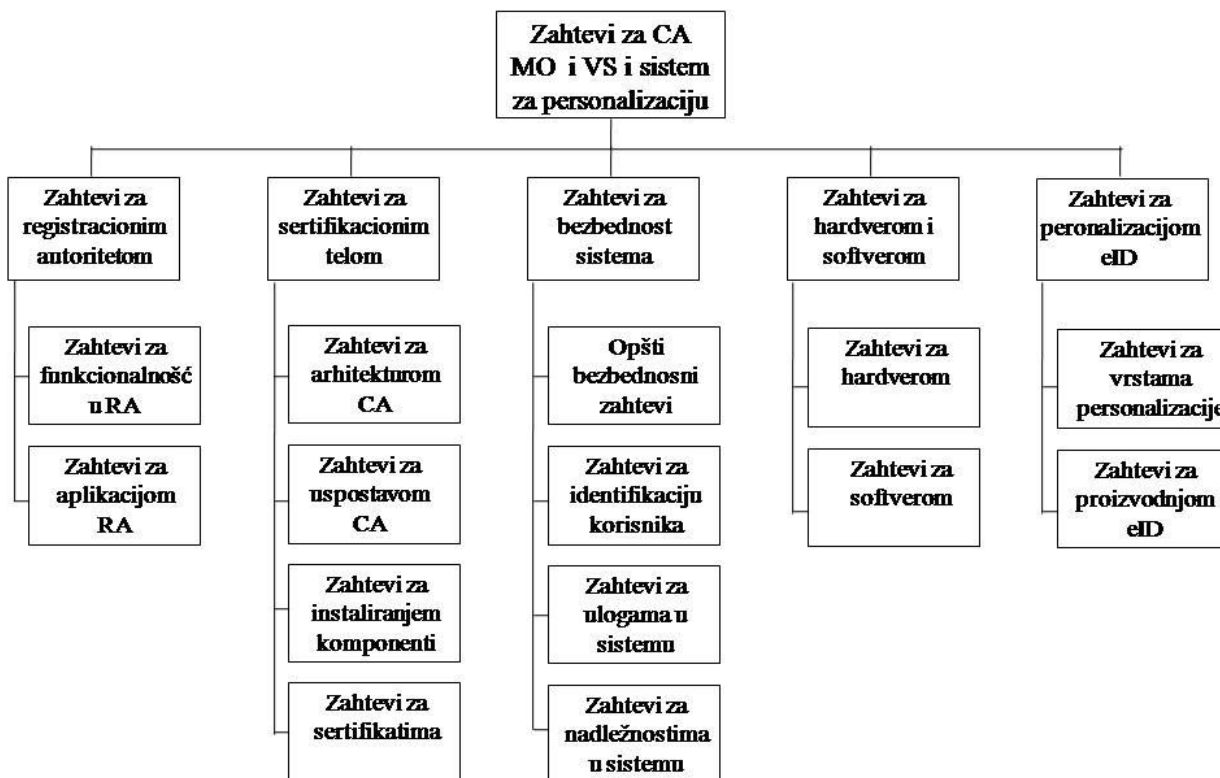 Zahtevi za CA
MO i VS i sistem
za personalizaciju
Zahtevi za
registracionim
autoritetom
Zahtevi za
sertifikacionim
telom
Zahtevi za
bezbednost
sistema
Zahtevi za
hardverom i
softverom
Zahtevi za
peronalizacijom
eID
Zahtevi za
funkcionalnošć
u RA
Zahtevi za
aplikacijom
RA
Zahtevi za
arhitekturom
CA
Zahtevi za
uspostavom
CA
Zahtevi za
instaliranjem
komponenti
Zahtevi za
sertifikatima
Opšti
bezbednosni
zahtevi
Zahtevi za
identifikaciju
korisnika
Zahtevi za
ulogama u
sistemu
Zahtevi za
nadležnostima
u sistemu
Zahtevi za
hardverom
Zahtevi za
softverom
Zahtevi za
vrstama
personalizacije
Zahtevi za
proizvodnjom
eID